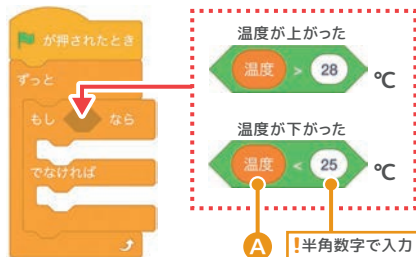 が押されたとき
ずっと
もし なら
でなければ
温度が上がった
温度 > 28 ℃
温度が下がった
温度 < 25 ℃
A
!半角数字で入力